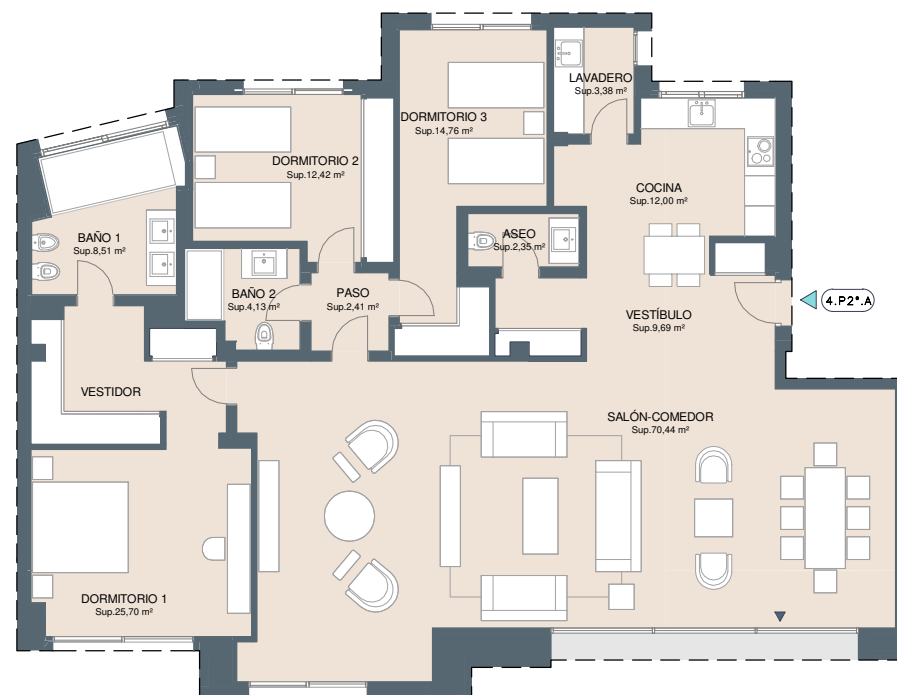 LAVADERO
Sup.3,38 m²
DORMITORIO 3
Sup.14,76 m²
DORMITORIO 2
Sup.12,42 m²
COCINA
Sup.12,00 m²
BAÑO 1
Sup.8,51 m²
ASEO
Sup.2,35 m²
BAÑO 2
Sup.4,13 m²
PASO
Sup.2,41 m²
VESTÍBULO
Sup.9,69 m²
4.P2ª.A
VESTIDOR
SALÓN-COMEDOR
Sup.70,44 m²
DORMITORIO 1
Sup.25,70 m²